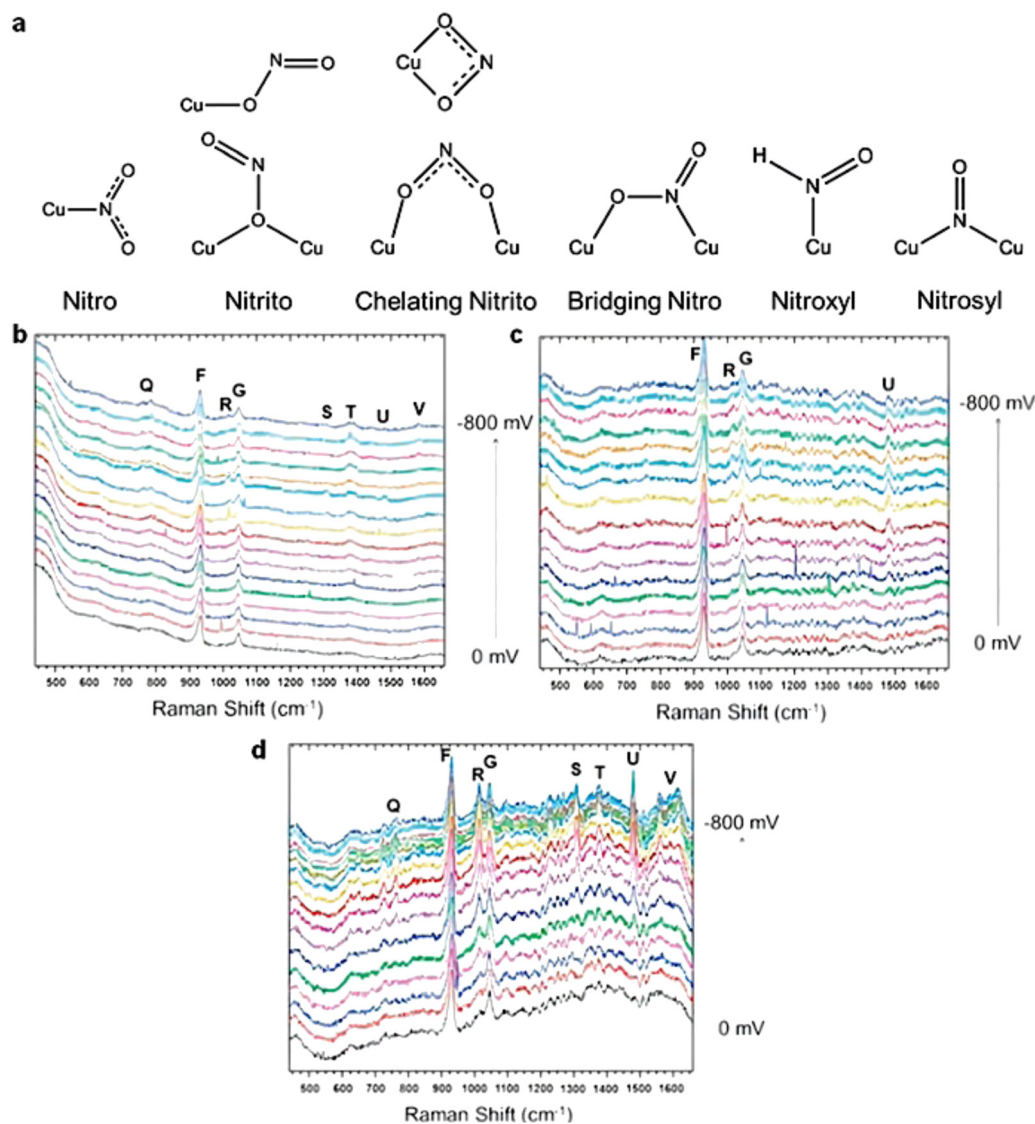 a
O
N O
Cu N
Cu O O
O N N O H O O
O
Cu N O O O O N N N
O Cu Cu Cu Cu Cu Cu Cu Cu Cu
Nitro Nitrito Chelating Nitrito Bridging Nitro Nitroxyl Nitrosyl
b
Q F R G S T U V
-800 mV
0 mV
500 600 700 800 900 1000 1100 1200 1300 1400 1500 1600
Raman Shift (cm-1)
c
F R G U
-800 mV
0 mV
500 600 700 800 900 1000 1100 1200 1300 1400 1500 1600
Raman Shift (cm-1)
d
Q F R G S T U V
-800 mV
0 mV
500 600 700 800 900 1000 1100 1200 1300 1400 1500 1600
Raman Shift (cm-1)